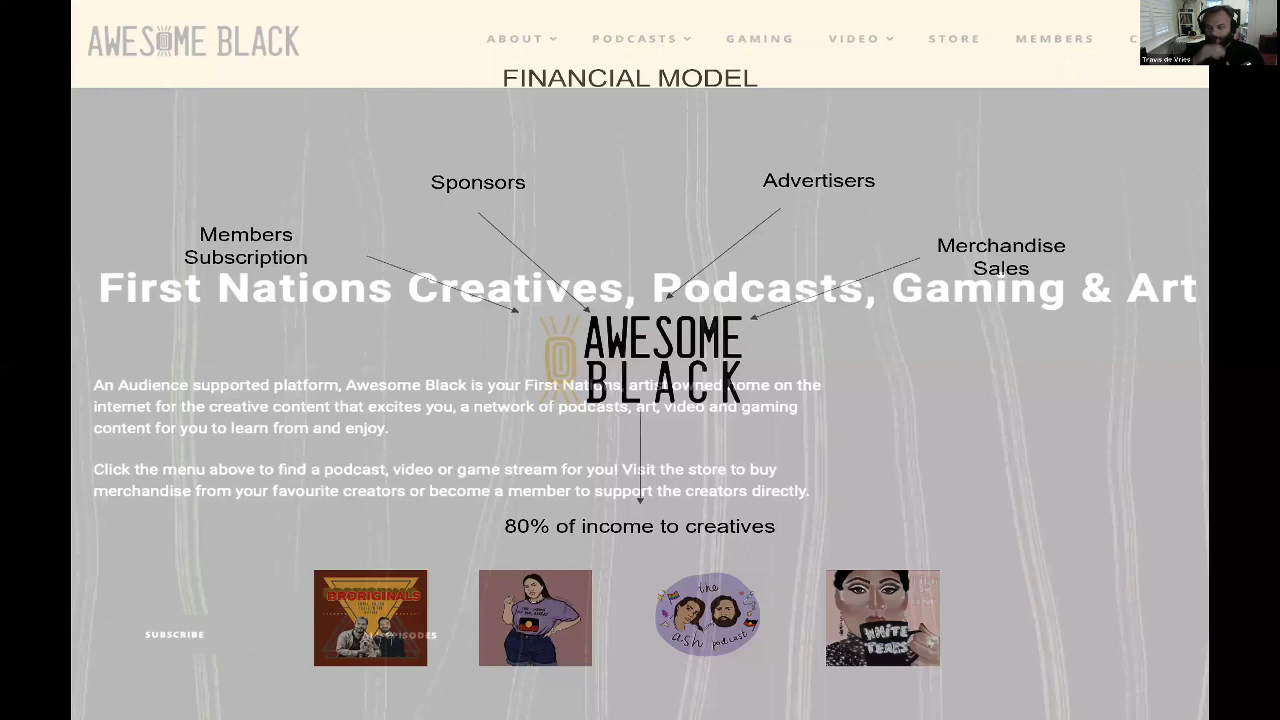 AWESOME BLACK
ABOUT PODCASTS GAMING VIDEO STORE MEMBERS C
Travis de Vries
FINANCIAL MODEL
Sponsors
Advertisers
Members
Subscription
Merchandise
Sales
First Nations Creatives, Podcasts, Gaming & Art
AWESOME
BLACK
An Audience supported platform, Awesome Black is your First Nations, artist owned home on the
internet for the creative content that excites you, a network of podcasts, art, video and gaming
content for you to learn from and enjoy.
Click the menu above to find a podcast, video or game stream for you! Visit the store to buy
merchandise from your favourite creators or become a member to support the creators directly.
80% of income to creatives
BRORIGINALS
SUBSCRIBE
EPISODES
the
ash podcast
WHITE
TEARS